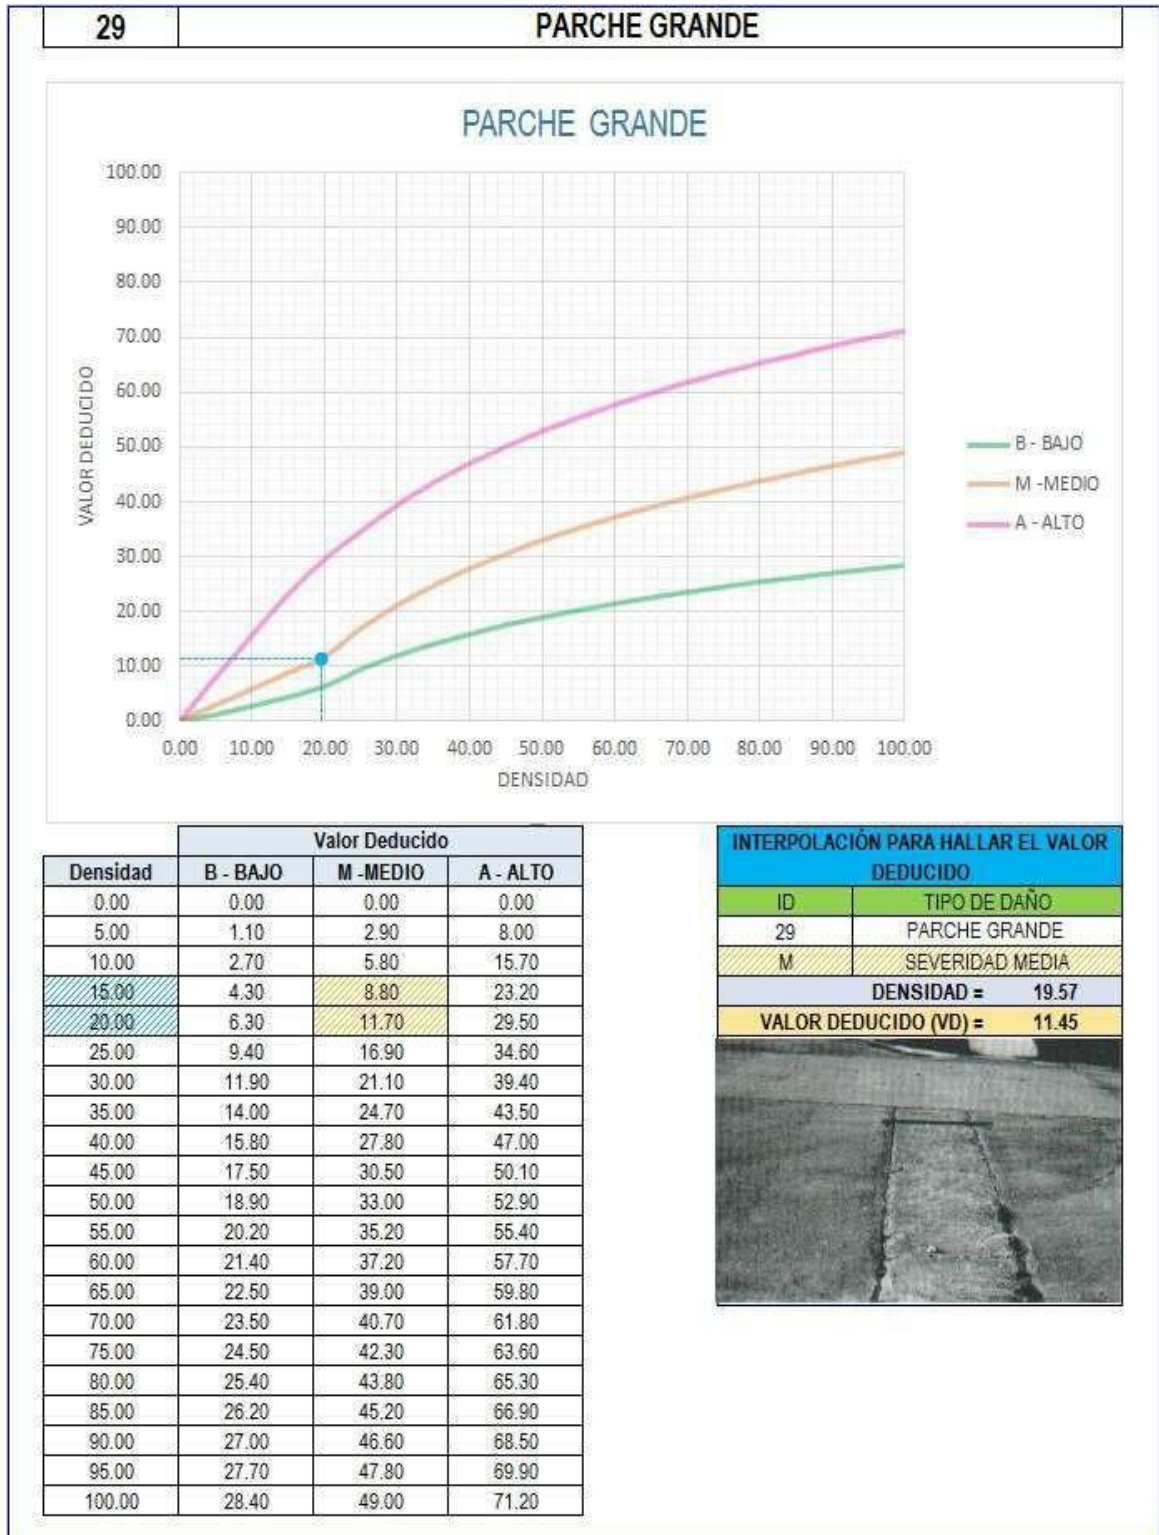 29 PARCHE GRANDE
PARCHE GRANDE
100.00
90.00
80.00
70.00
60.00
50.00
40.00
30.00
20.00
10.00
0.00
VALOR DEDUCIDO
0.00 10.00 20.00 30.00 40.00 50.00 60.00 70.00 80.00 90.00 100.00
DENSIDAD
B - BAJO
M -MEDIO
A - ALTO
Valor Deducido
Densidad B - BAJO M -MEDIO A - ALTO
0.00 0.00 0.00 0.00
5.00 1.10 2.90 8.00
10.00 2.70 5.80 15.70
15.00 4.30 8.80 23.20
20.00 6.30 11.70 29.50
25.00 9.40 16.90 34.60
30.00 11.90 21.10 39.40
35.00 14.00 24.70 43.50
40.00 15.80 27.80 47.00
45.00 17.50 30.50 50.10
50.00 18.90 33.00 52.90
55.00 20.20 35.20 55.40
60.00 21.40 37.20 57.70
65.00 22.50 39.00 59.80
70.00 23.50 40.70 61.80
75.00 24.50 42.30 63.60
80.00 25.40 43.80 65.30
85.00 26.20 45.20 66.90
90.00 27.00 46.60 68.50
95.00 27.70 47.80 69.90
100.00 28.40 49.00 71.20
INTERPOLACIÓN PARA HALLAR EL VALOR
DEDUCIDO
ID TIPO DE DAÑO
29 PARCHE GRANDE
M SEVERIDAD MEDIA
DENSIDAD = 19.57
VALOR DEDUCIDO (VD) = 11.45